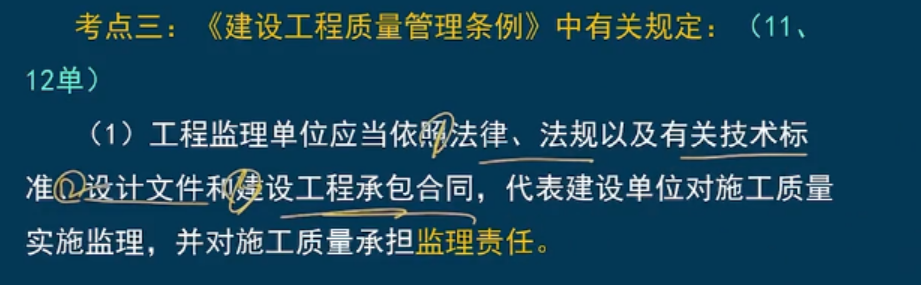 考点三：《建设工程质量管理条例》中有关规定：（11、
12单）
（1）工程监理单位应当依照法律、法规以及有关技术标
准、设计文件和建设工程承包合同，代表建设单位对施工质量
实施监理，并对施工质量承担监理责任。